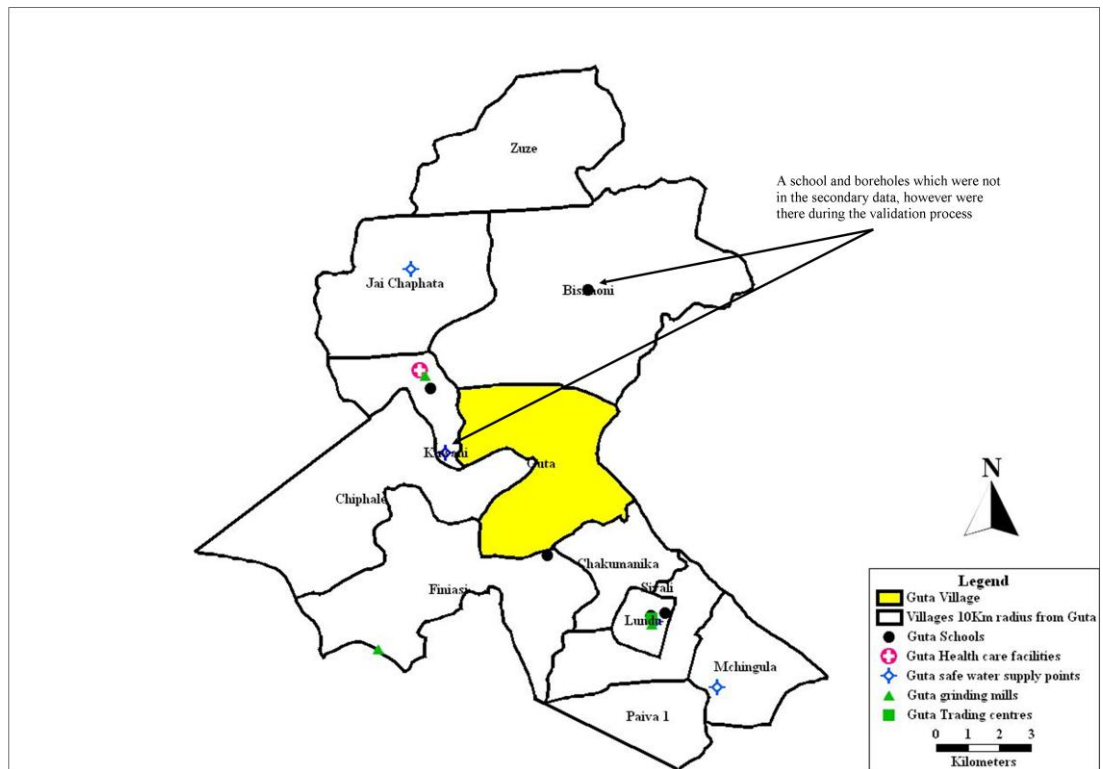 Zuze
A school and boreholes which were not
in the secondary data, however were
there during the validation process
Jai Chaphata
Guta
Chiphale
Chakumanika
Finiasi
Lundu
Mchingula
Paiva 1
N
Legend
Guta Village
Villages 10Km radius from Guta
Guta Schools
Guta Health care facilities
Guta safe water supply points
Guta grinding mills
Guta Trading centres
0 1 2 3
Kilometers